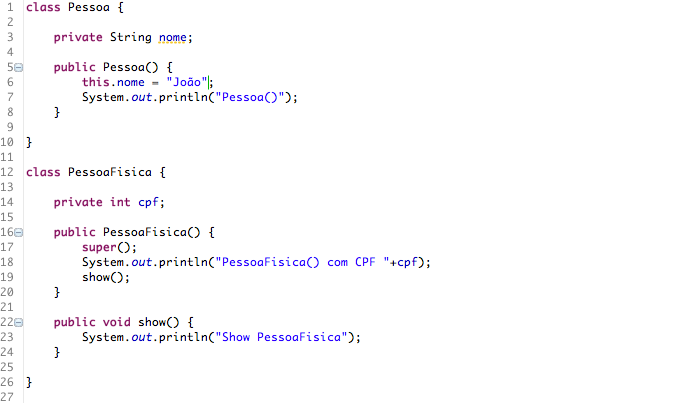 1 class Pessoa {
2
3     private String nome;
4
5     public Pessoa() {
6         this.nome = "João";
7         System.out.println("Pessoa()");
8     }
9
10 }
11
12 class PessoaFisica {
13
14     private int cpf;
15
16     public PessoaFisica() {
17         super();
18         System.out.println("PessoaFisica() com CPF "+cpf);
19         show();
20     }
21
22     public void show() {
23         System.out.println("Show PessoaFisica");
24     }
25
26 }
27